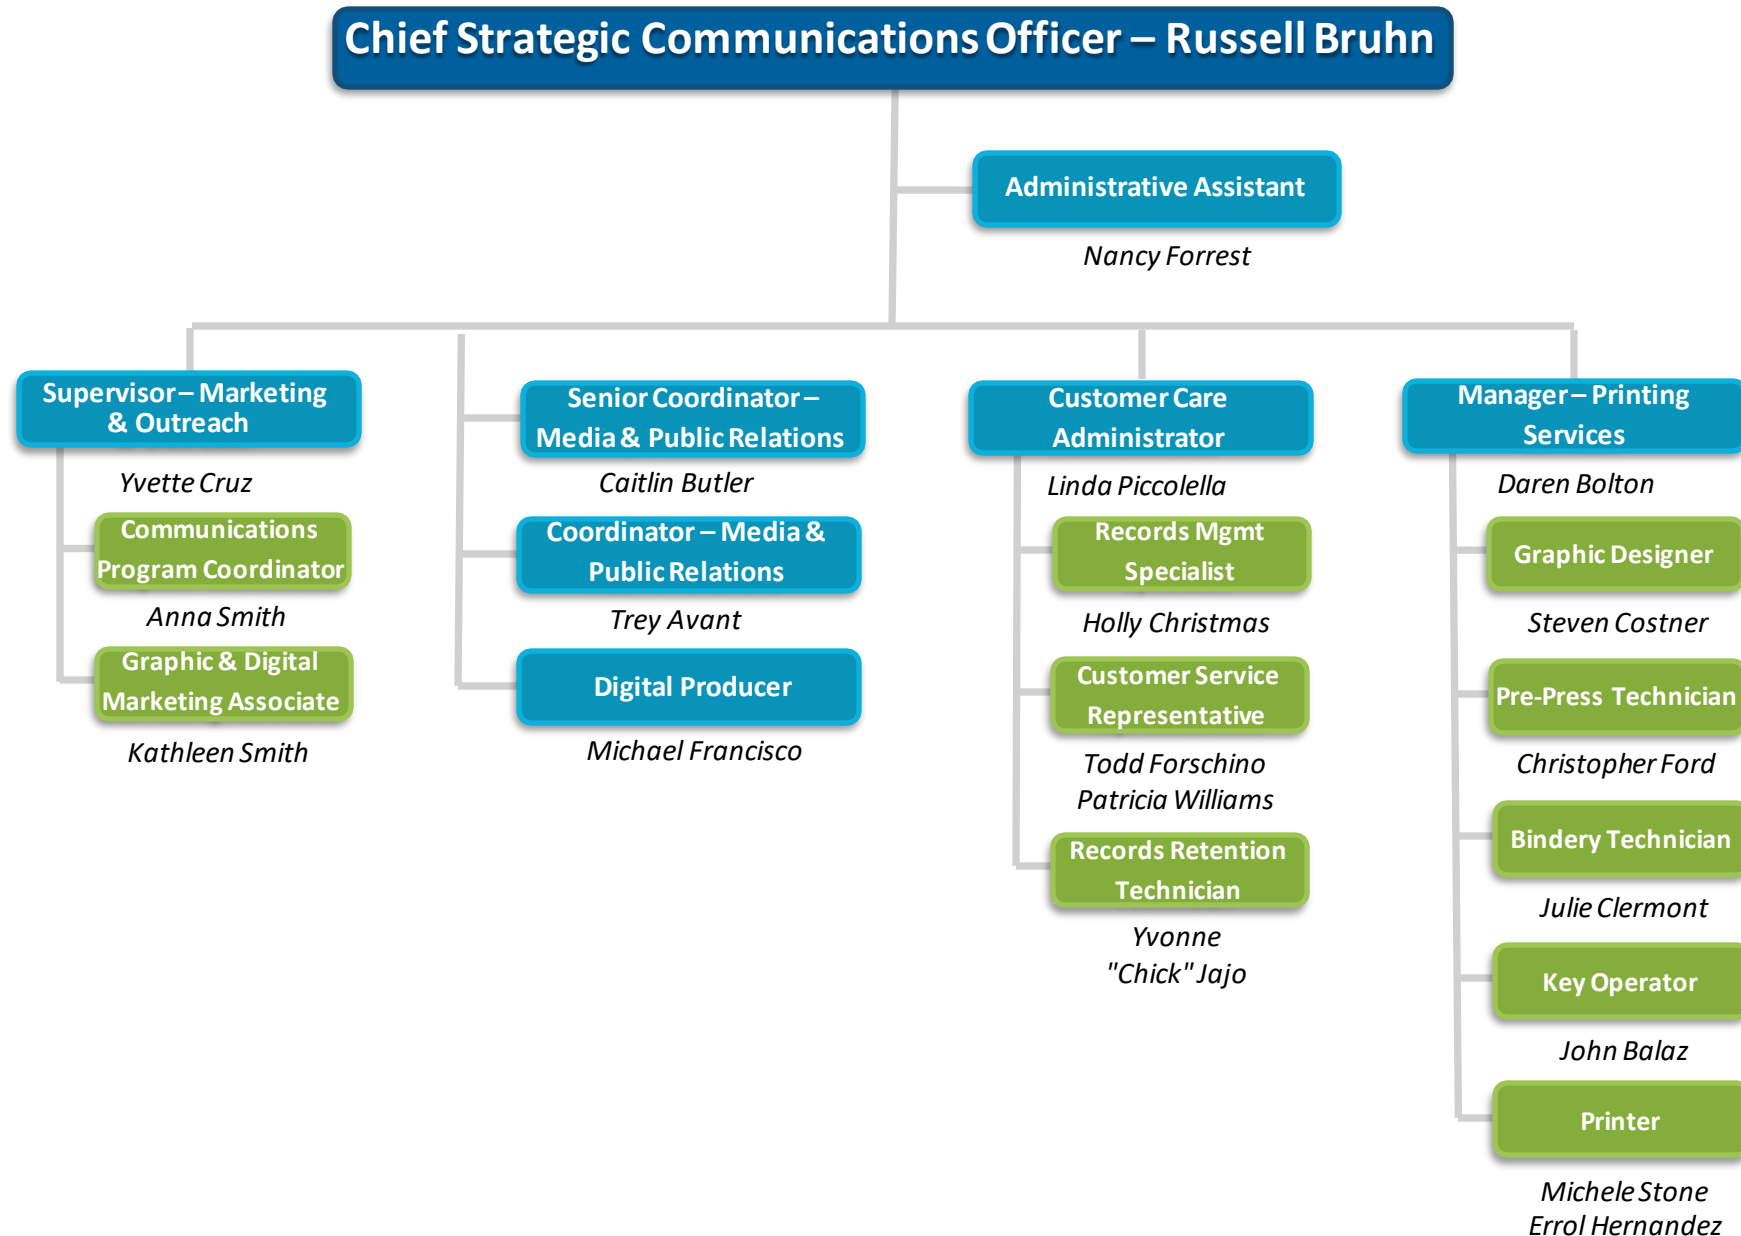 Chief Strategic Communications Officer – Russell Bruhn
Administrative Assistant
Nancy Forrest
Supervisor – Marketing
& Outreach
Yvette Cruz
Communications
Program Coordinator
Anna Smith
Graphic & Digital
Marketing Associate
Kathleen Smith
Senior Coordinator –
Media & Public Relations
Caitlin Butler
Coordinator – Media &
Public Relations
Trey Avant
Digital Producer
Michael Francisco
Customer Care
Administrator
Linda Piccolella
Records Mgmt
Specialist
Holly Christmas
Customer Service
Representative
Todd Forschino
Patricia Williams
Records Retention
Technician
Yvonne
"Chick" Jajo
Manager – Printing
Services
Daren Bolton
Graphic Designer
Steven Costner
Pre-Press Technician
Christopher Ford
Bindery Technician
Julie Clermont
Key Operator
John Balaz
Printer
Michele Stone
Errol Hernandez